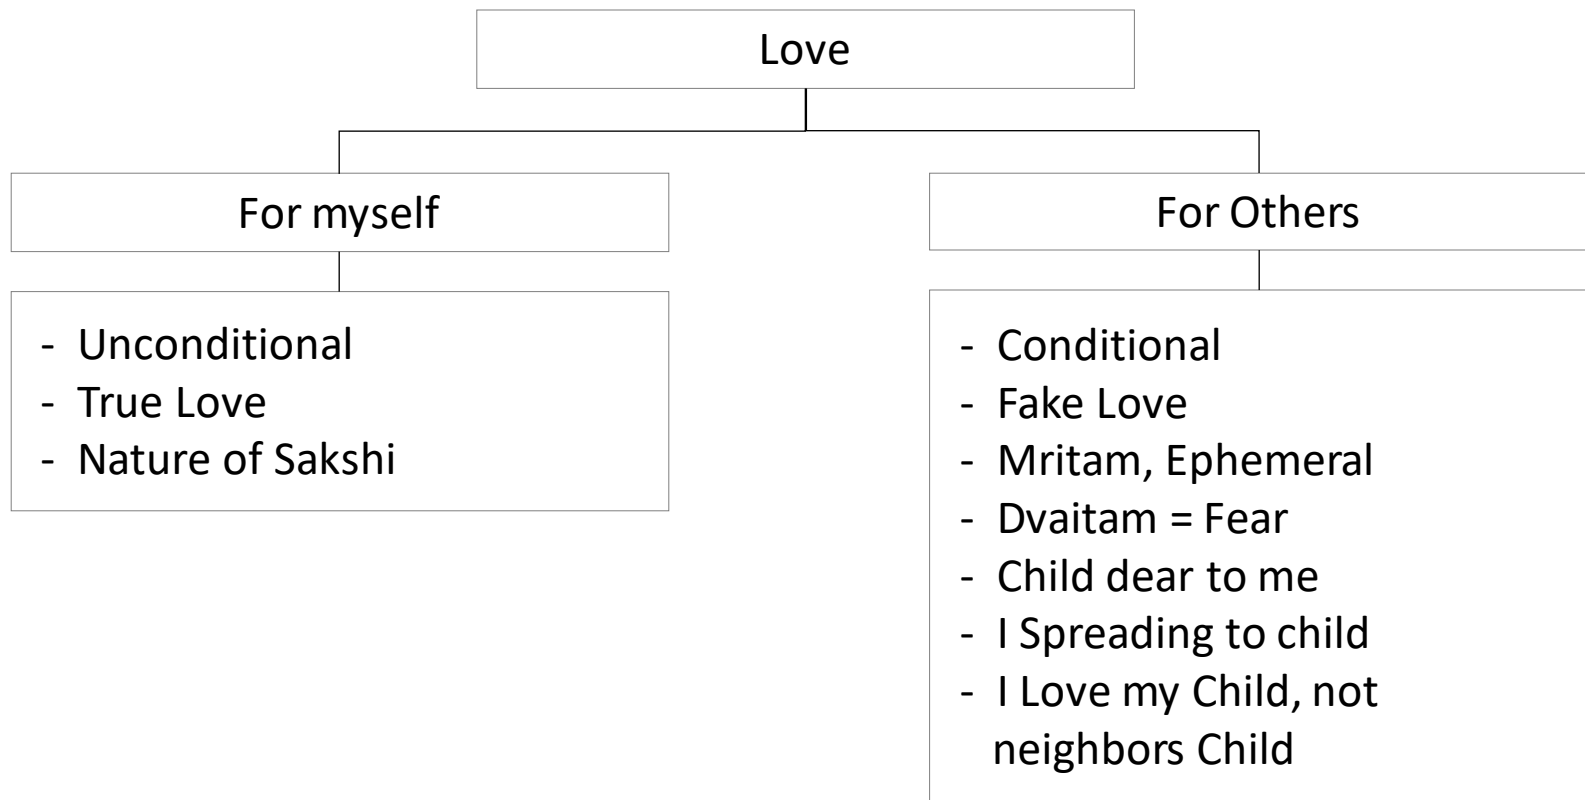 Love
For myself
- Unconditional
- True Love
- Nature of Sakshi
For Others
- Conditional
- Fake Love
- Mritam, Ephemeral
- Dvaitam = Fear
- Child dear to me
- I Spreading to child
- I Love my Child, not
neighbors Child